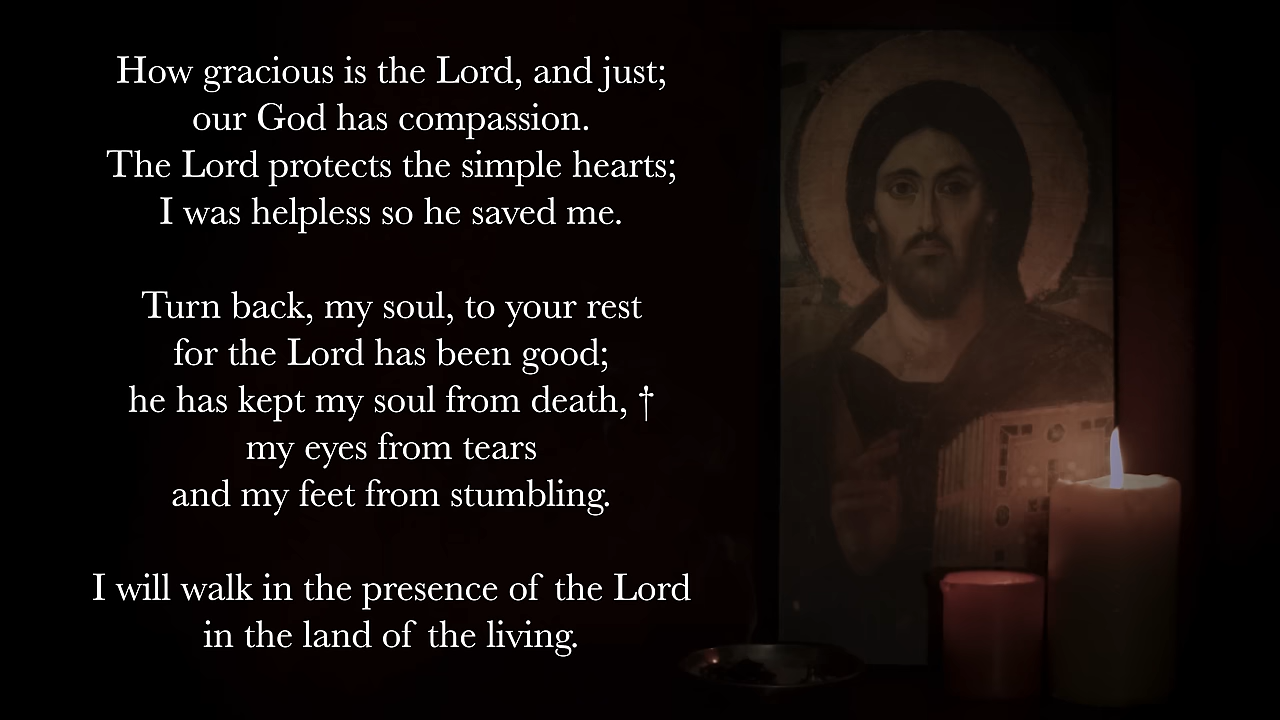 How gracious is the Lord, and just;
our God has compassion.
The Lord protects the simple hearts;
I was helpless so he saved me.
Turn back, my soul, to your rest
for the Lord has been good;
he has kept my soul from death, †
my eyes from tears
and my feet from stumbling.
I will walk in the presence of the Lord
in the land of the living.